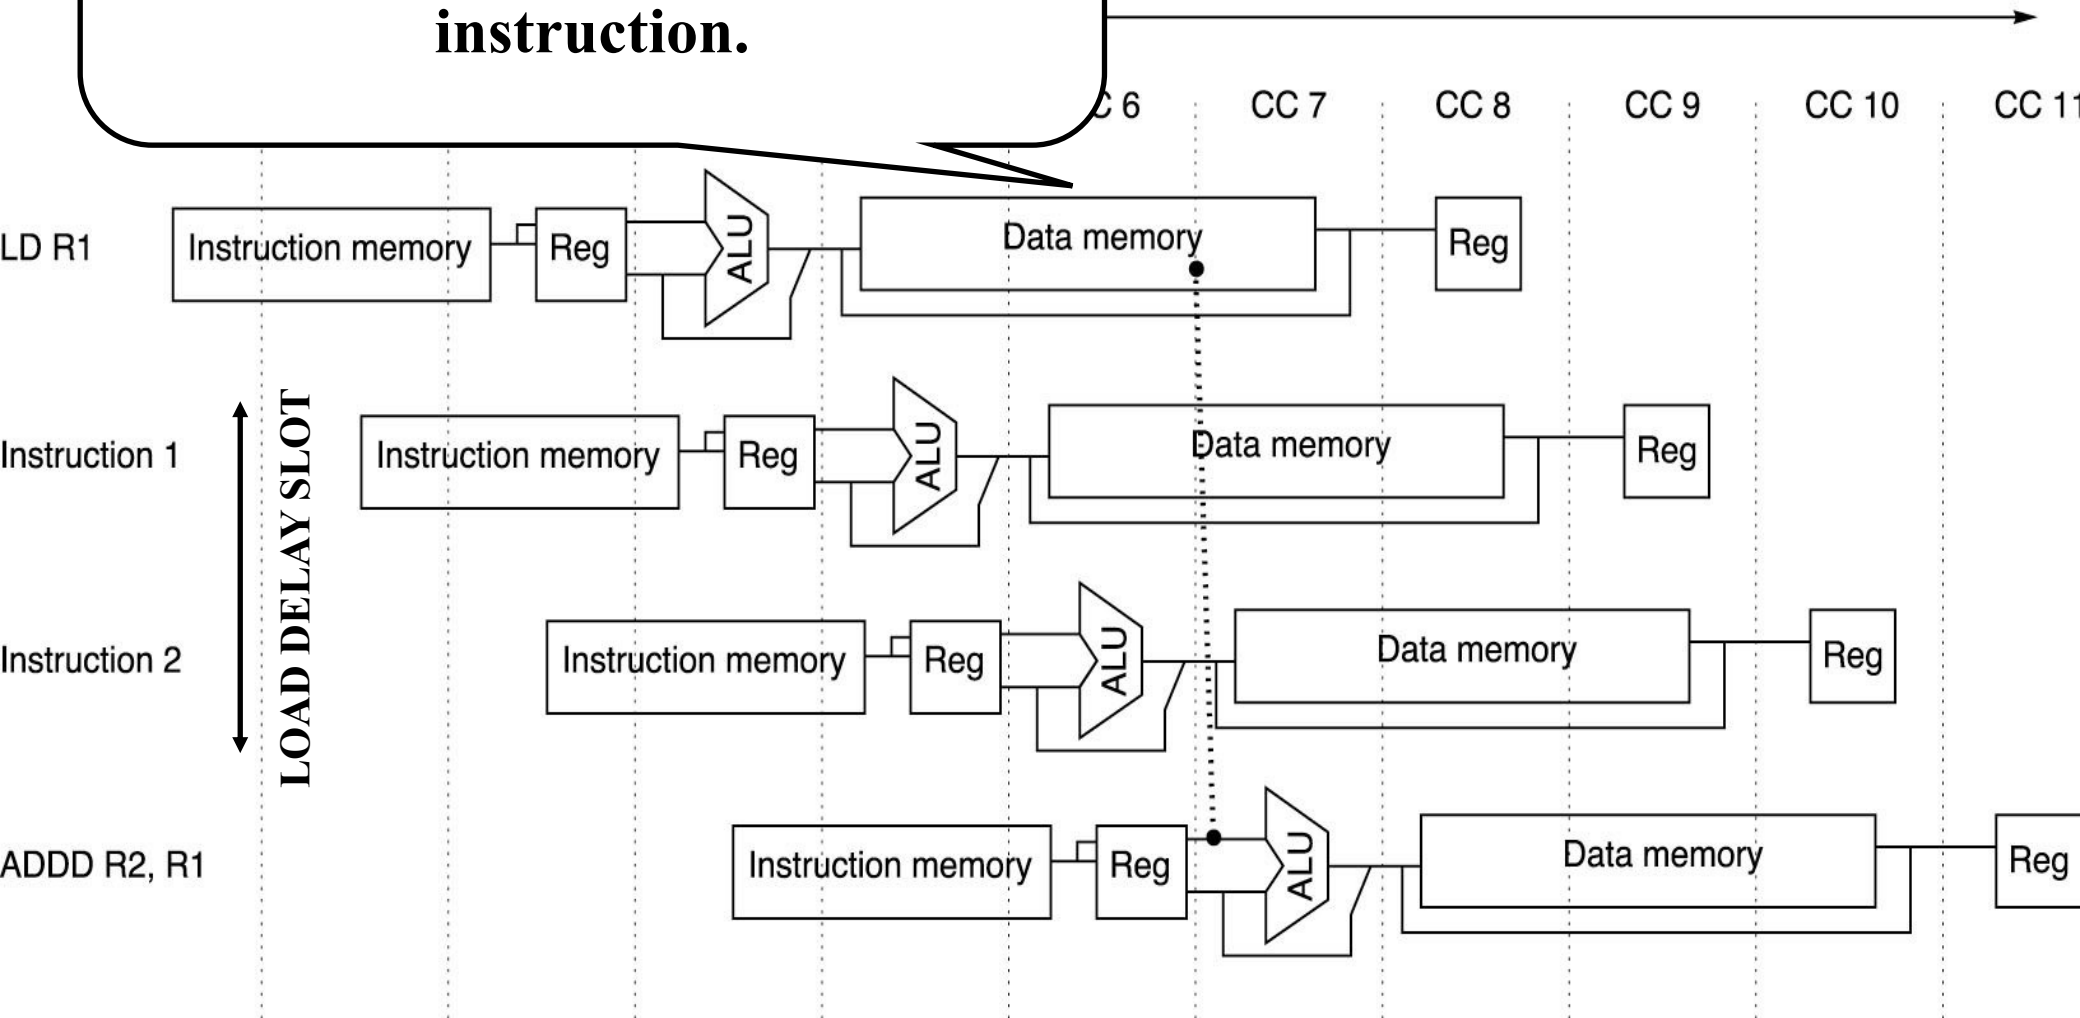 instruction.
C 6 CC 7 CC 8 CC 9 CC 10 CC 11
LD R1 Instruction memory Reg ALU Data memory Reg
LOAD DELAY SLOT
Instruction 1 Instruction memory Reg ALU Data memory Reg
Instruction 2 Instruction memory Reg ALU Data memory Reg
ADDD R2, R1 Instruction memory Reg ALU Data memory Reg